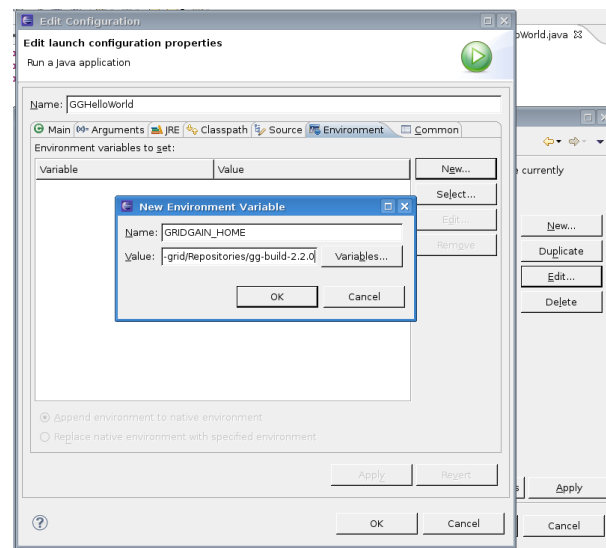 Edit Configuration
Edit launch configuration properties
Run a Java application
Name: GGHelloWorld
Main Arguments JRE Classpath Source Environment Common
Environment variables to set:
Variable Value
New...
Select...
Edit...
Remove
New Environment Variable
Name: GRIDGAIN_HOME
Value: -grid/Repositories/gg-build-2.2.0 Variables...
OK Cancel
Append environment to native environment
Replace native environment with specified environment
Apply Revert
OK Cancel
oWorld.java
currently
New...
Duplicate
Edit...
Delete
Apply
Cancel